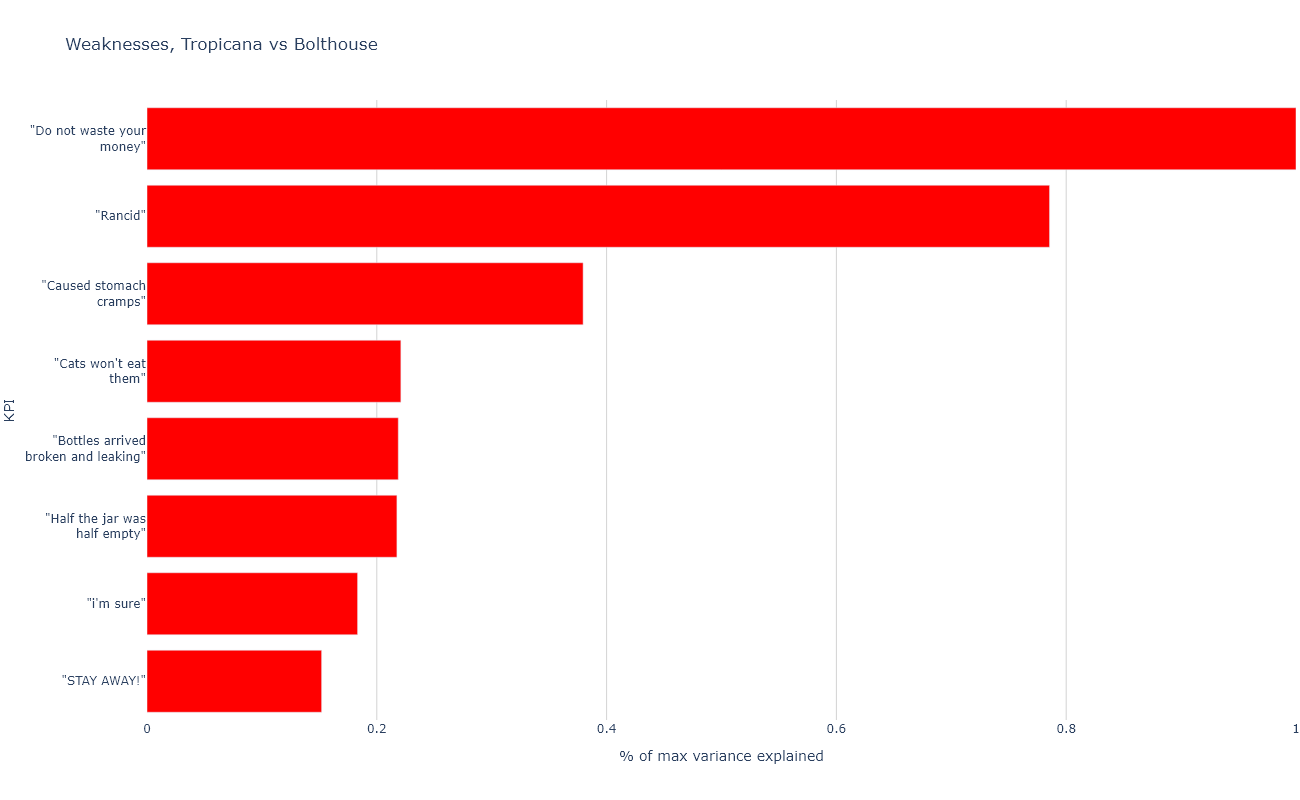 Weaknesses, Tropicana vs Bolthouse
"Do not waste your
money"
"Rancid"
"Caused stomach
cramps"
"Cats won't eat
them"
"Bottles arrived
broken and leaking"
"Half the jar was
half empty"
"i'm sure"
"STAY AWAY!"
KPI
0 0.2 0.4 0.6 0.8 1
% of max variance explained